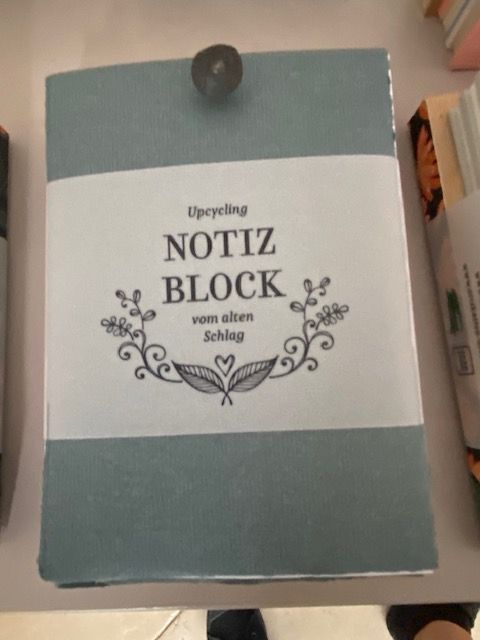 Upcycling
NOTIZ
BLOCK
vom alten
Schlag